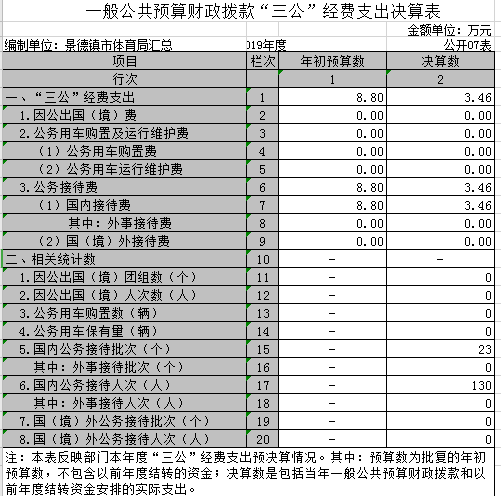 一般公共预算财政拨款“三公”经费支出决算表
金额单位：万元
编制单位：景德镇市体育局汇总 019年度 公开07表
项目 栏次 年初预算数 决算数
行次 1 2
一、“三公”经费支出 1 8.80 3.46
1.因公出国（境）费 2 0.00 0.00
2.公务用车购置及运行维护费 3 0.00 0.00
（1）公务用车购置费 4 0.00 0.00
（2）公务用车运行维护费 5 0.00 0.00
3.公务接待费 6 8.80 3.46
（1）国内接待费 7 8.80 3.46
其中：外事接待费 8 0.00 0.00
（2）国（境）外接待费 9 0.00 0.00
二、相关统计数 10 - -
1.因公出国（境）团组数（个） 11 - 0
2.因公出国（境）人次数（人） 12 - 0
3.公务用车购置数（辆） 13 - 0
4.公务用车保有量（辆） 14 - 0
5.国内公务接待批次（个） 15 - 23
其中：外事接待批次（个） 16 - 0
6.国内公务接待人次（人） 17 - 130
其中：外事接待人次（人） 18 - 0
7.国（境）外公务接待批次（个） 19 - 0
8.国（境）外公务接待人次（人） 20 - 0
注：本表反映部门本年度“三公”经费支出预决算情况。其中：预算数为批复的年初
预算数，不包含以前年度结转的资金；决算数是包括当年一般公共预算财政拨款和以
前年度结转资金安排的实际支出。